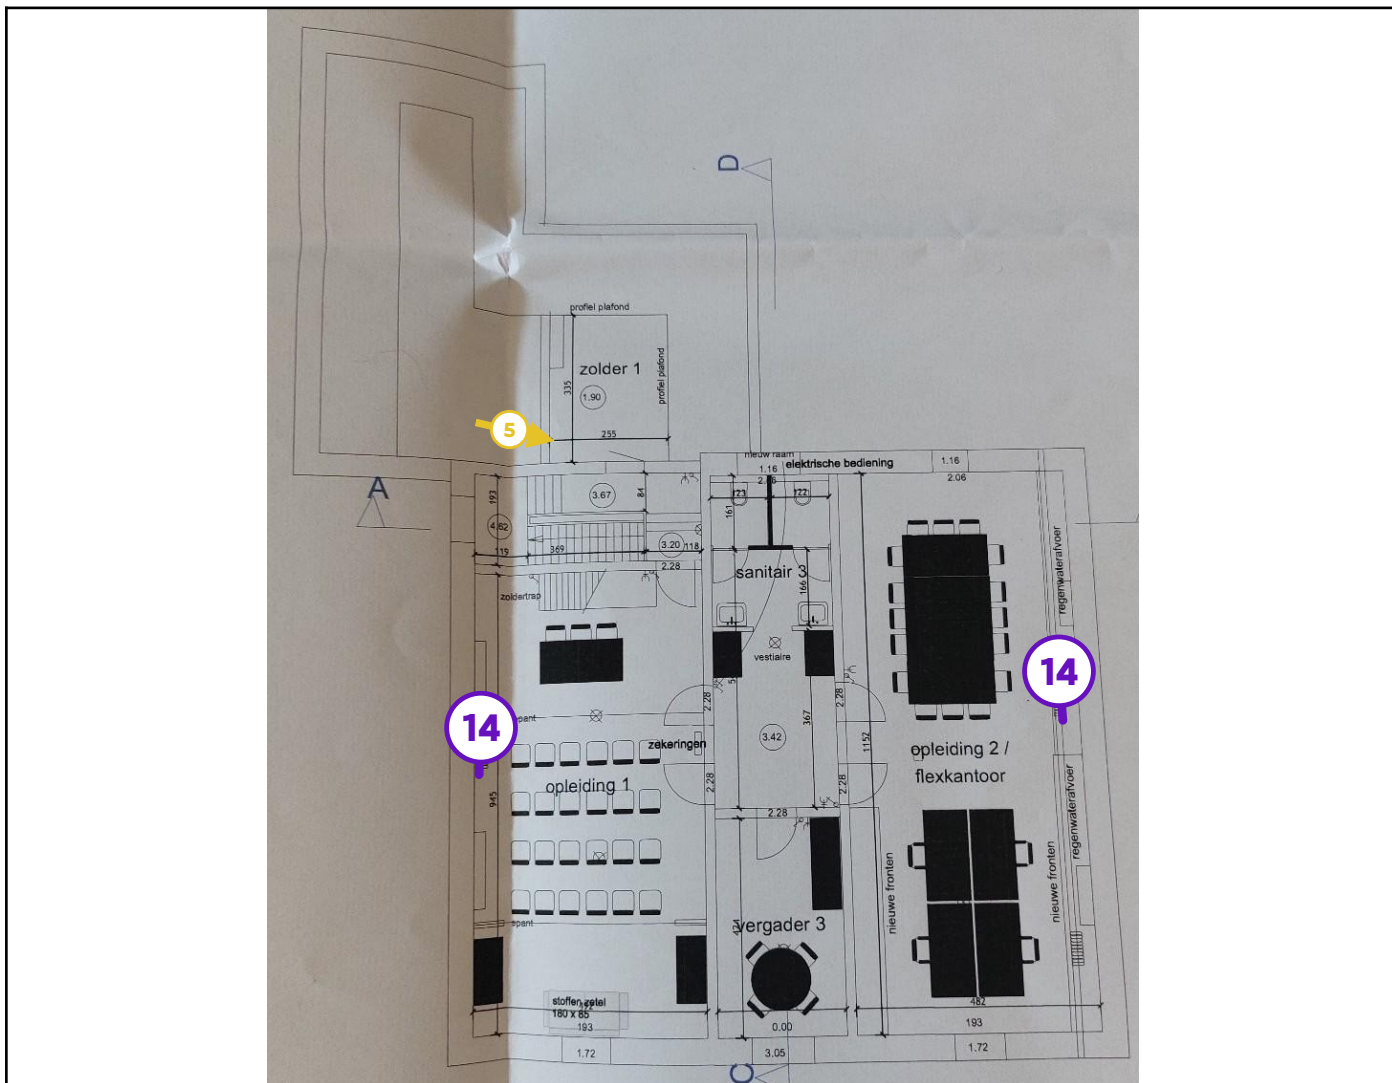 D
profiel plafond
zolder 1
335
1.90
profiel plafond
5
255
nieuw raam
1.16
elektrische bediening
1.16
2.06
A
193
3.67
84
123
122
161
4.62
119
369
3.20
118
2.28
sanitair 3
166
zoldertrap
regenwaterafvoer
vestiaire
14
14
spant
2.28
2.28
367
zekeringen
3.42
1152
opleiding 2 /
flexkantoor
opleiding 1
945
2.28
2.28
2.28
regenwaterafvoer
nieuwe fronten
nieuwe fronten
spant
vergader 3
stoffen zetel
180 x 85
193
0.00
482
193
1.72
3.05
1.72
C